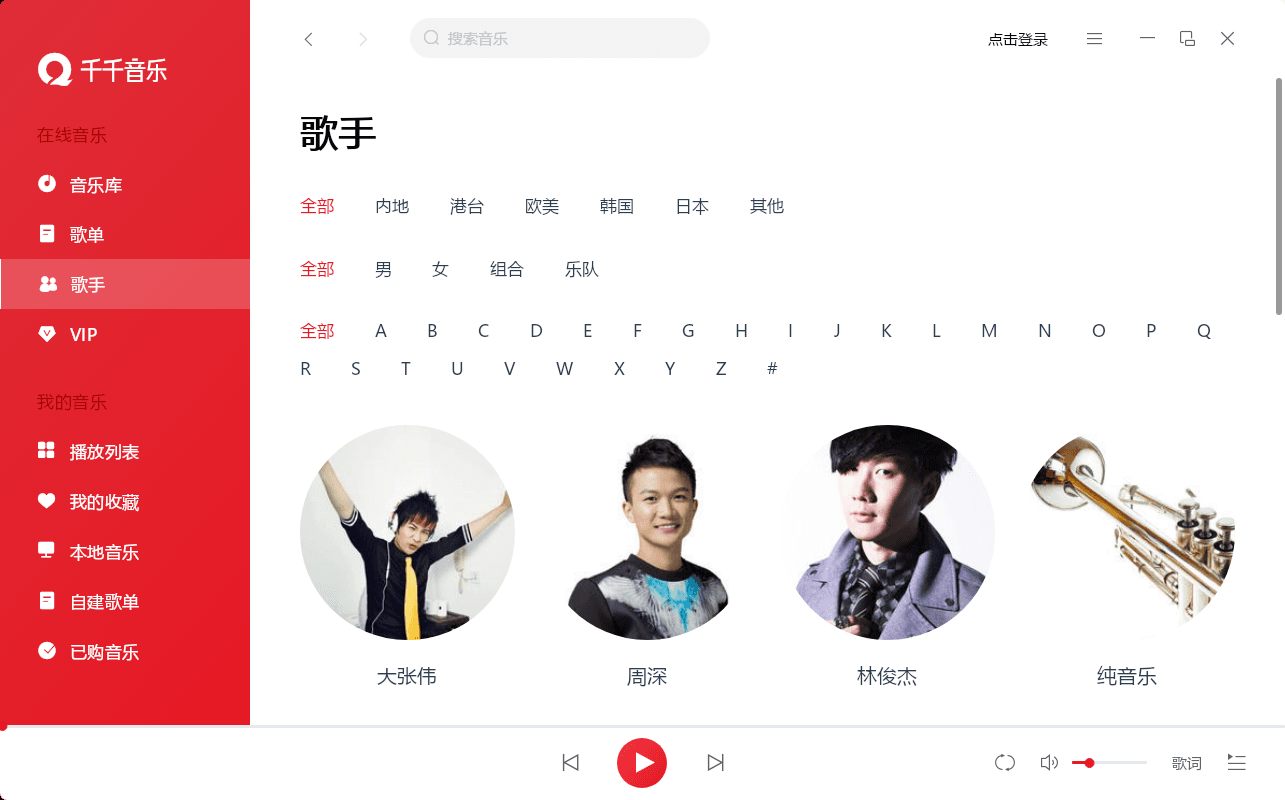 千千音乐
在线音乐
音乐库
歌单
歌手
VIP
我的音乐
播放列表
我的收藏
本地音乐
自建歌单
已购音乐
搜索音乐
点击登录
歌手
全部 内地 港台 欧美 韩国 日本 其他
全部 男 女 组合 乐队
全部 A B C D E F G H I J K L M N O P Q
R S T U V W X Y Z #
大张伟 周深 林俊杰 纯音乐
歌词